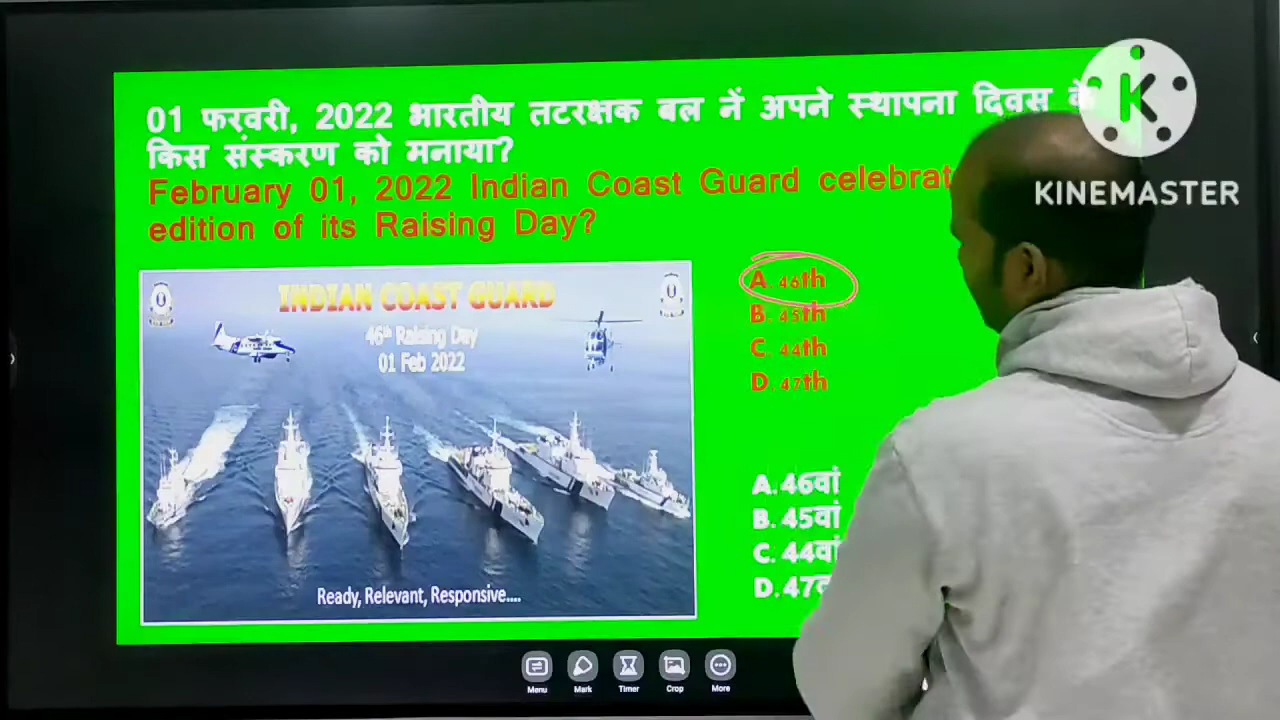 01 फरवरी, 2022 भारतीय तटरक्षक बल नें अपने स्थापना दिवस के
किस संस्करण को मनाया?
February 01, 2022 Indian Coast Guard celebrat
edition of its Raising Day?
A. 46th
B. 45th
C. 44th
D. 47th
INDIAN COAST GUARD
46th Raising Day
01 Feb 2022
Ready, Relevant, Responsive....
A. 46वां
B. 45वां
C. 44वां
D. 47
Menu
Mark
Timer
Crop
More
K
KINEMASTER